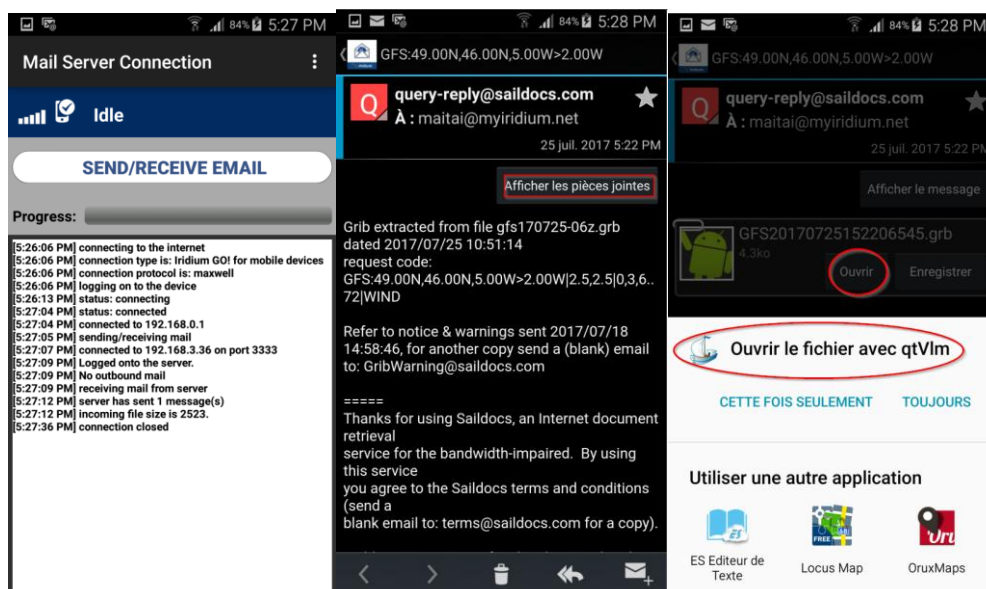 84% 5:27 PM
Mail Server Connection
Idle
SEND/RECEIVE EMAIL
Progress:
[5:26:06 PM] connecting to the internet
[5:26:06 PM] connection type is: Iridium GO! for mobile devices
[5:26:06 PM] connection protocol is: maxwell
[5:26:06 PM] logging on to the device
[5:26:13 PM] status: connecting
[5:27:04 PM] status: connected
[5:27:04 PM] connected to 192.168.0.1
[5:27:05 PM] sending/receiving mail
[5:27:07 PM] connected to 192.168.3.36 on port 3333
[5:27:09 PM] Logged onto the server.
[5:27:09 PM] No outbound mail
[5:27:09 PM] receiving mail from server
[5:27:12 PM] server has sent 1 message(s)
[5:27:12 PM] incoming file size is 2523.
[5:27:36 PM] connection closed
84% 5:28 PM
GFS:49.00N,46.00N,5.00W>2.00W
Q
query-reply@saildocs.com
À : maitai@myiridium.net
25 juil. 2017 5:22 PM
Afficher les pièces jointes
Grib extracted from file gfs170725-06z.grb
dated 2017/07/25 10:51:14
request code:
GFS:49.00N,46.00N,5.00W>2.00W|2.5,2.5|0,3,6..
72|WIND
Refer to notice & warnings sent 2017/07/18
14:58:46, for another copy send a (blank) email
to: GribWarning@saildocs.com
=====
Thanks for using Saildocs, an Internet document
retrieval
service for the bandwidth-impaired. By using
this service
you agree to the Saildocs terms and conditions
(send a
blank email to: terms@saildocs.com for a copy).
84% 5:28 PM
GFS:49.00N,46.00N,5.00W>2.00W
Q
query-reply@saildocs.com
À : maitai@myiridium.net
25 juil. 2017 5:22 PM
Afficher le message
GFS20170725152206545.grb
4.3ko
Ouvrir
Enregistrer
Ouvrir le fichier avec qtVlm
CETTE FOIS SEULEMENT
TOUJOURS
Utiliser une autre application
ES
FREE
Oru
ES Editeur de
Texte
Locus Map
OruxMaps